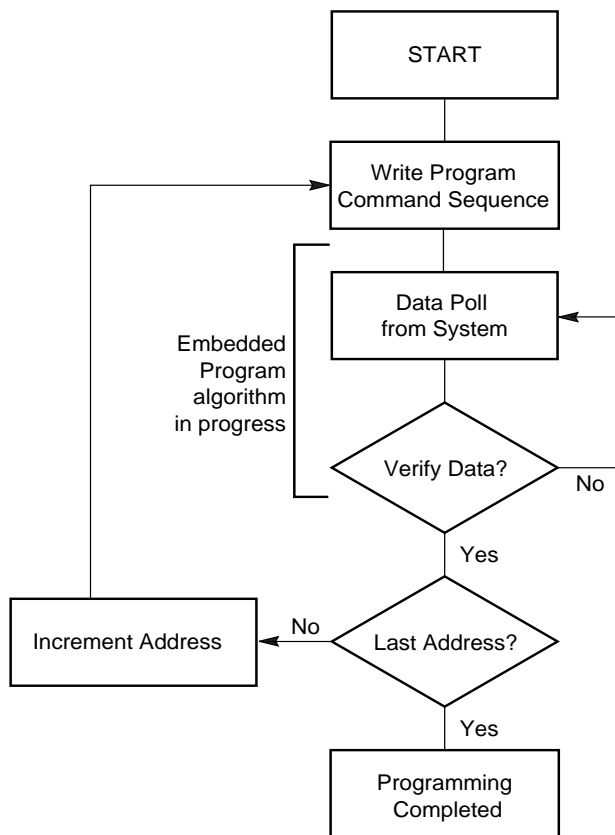 START
Write Program
Command Sequence
Data Poll
from System
Embedded
Program
algorithm
in progress
Verify Data?
No
Yes
Increment Address
No
Last Address?
Yes
Programming
Completed